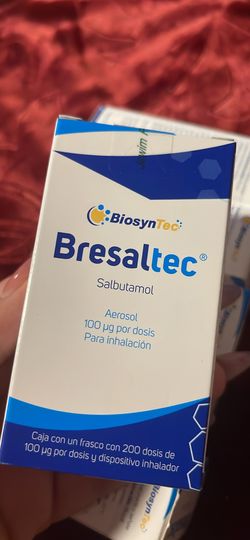 BiosynTec
Bresaltec®
Salbutamol
Aerosol
100 µg por dosis
Para inhalación
Caja con un frasco con 200 dosis de
100 µg por dosis y dispositivo inhalador
BiosynTec